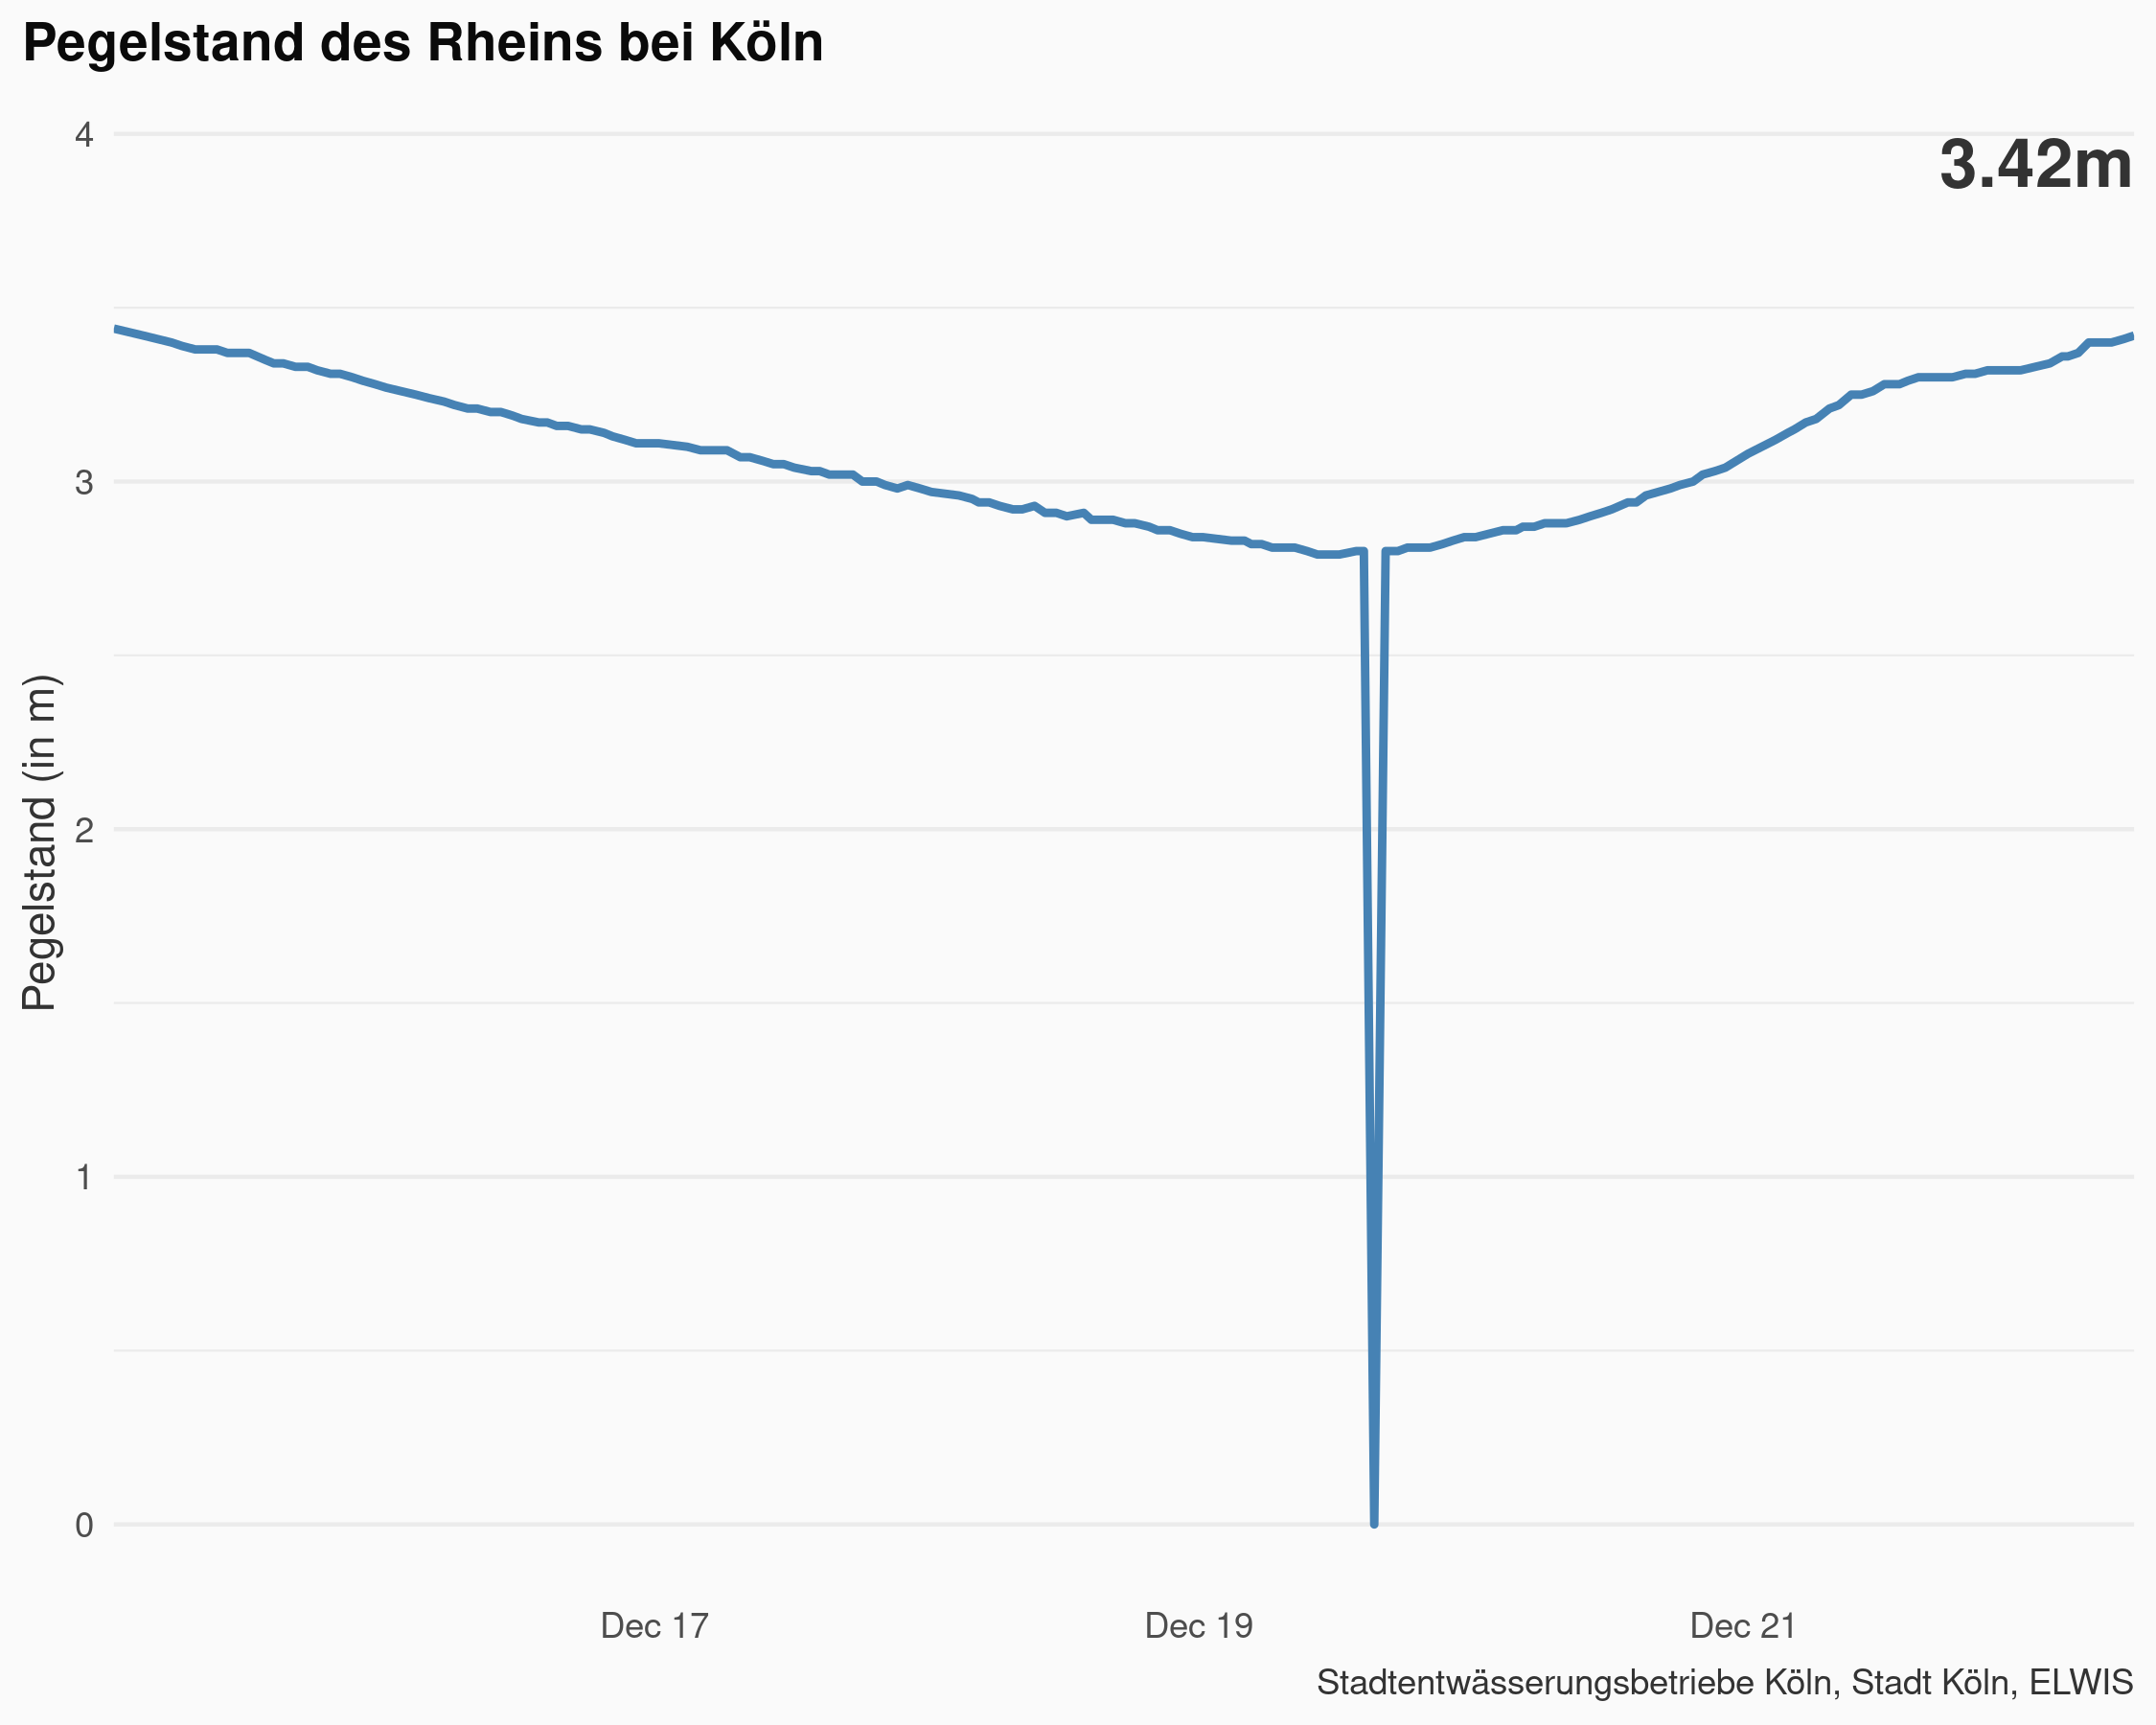 Pegelstand des Rheins bei Köln
4
3.42m
3
2
1
0
Pegelstand (in m)
Dec 17
Dec 19
Dec 21
Stadtentwässerungsbetriebe Köln, Stadt Köln, ELWIS